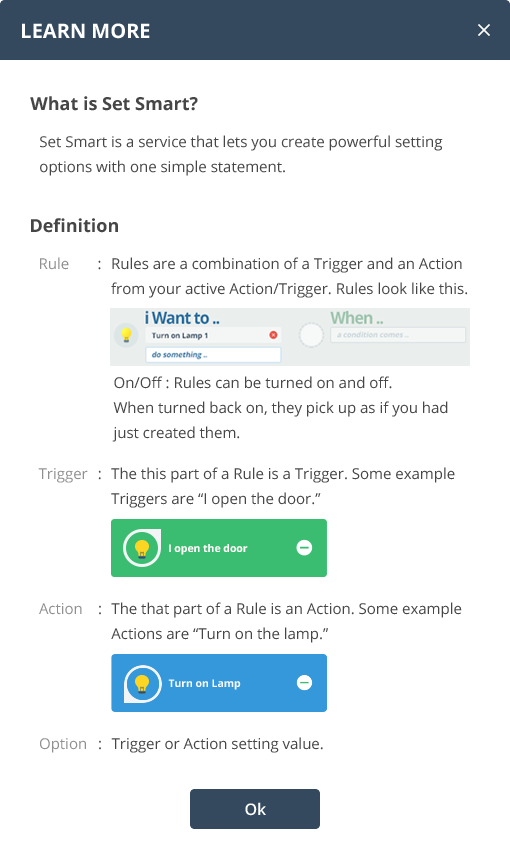 LEARN MORE
What is Set Smart?
Set Smart is a service that lets you create powerful setting
options with one simple statement.
Definition
Rule : Rules are a combination of a Trigger and an Action
from your active Action/Trigger. Rules look like this.
i Want to .. When ..
Turn on Lamp 1 a condition comes ..
do something ..
On/Off : Rules can be turned on and off.
When turned back on, they pick up as if you had
just created them.
Trigger : The this part of a Rule is a Trigger. Some example
Triggers are “I open the door.”
I open the door
Action : The that part of a Rule is an Action. Some example
Actions are “Turn on the lamp.”
Turn on Lamp
Option : Trigger or Action setting value.
Ok